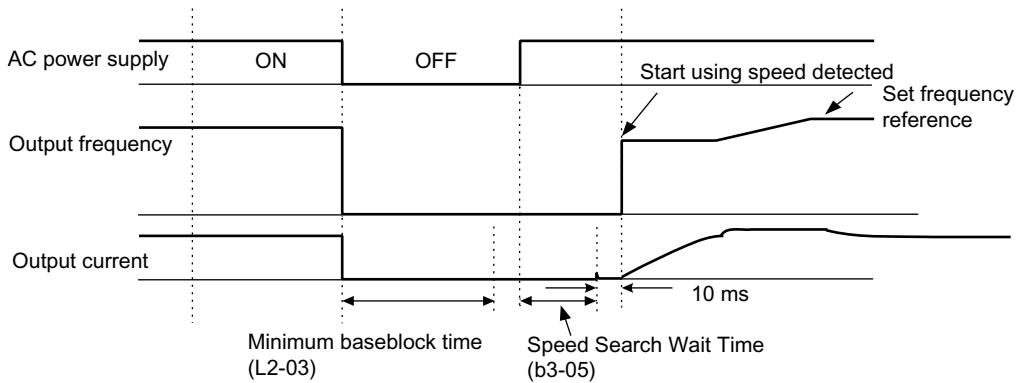 AC power supply
ON
OFF
Start using speed detected
Set frequency
reference
Output frequency
Output current
10 ms
Minimum baseblock time
(L2-03)
Speed Search Wait Time
(b3-05)